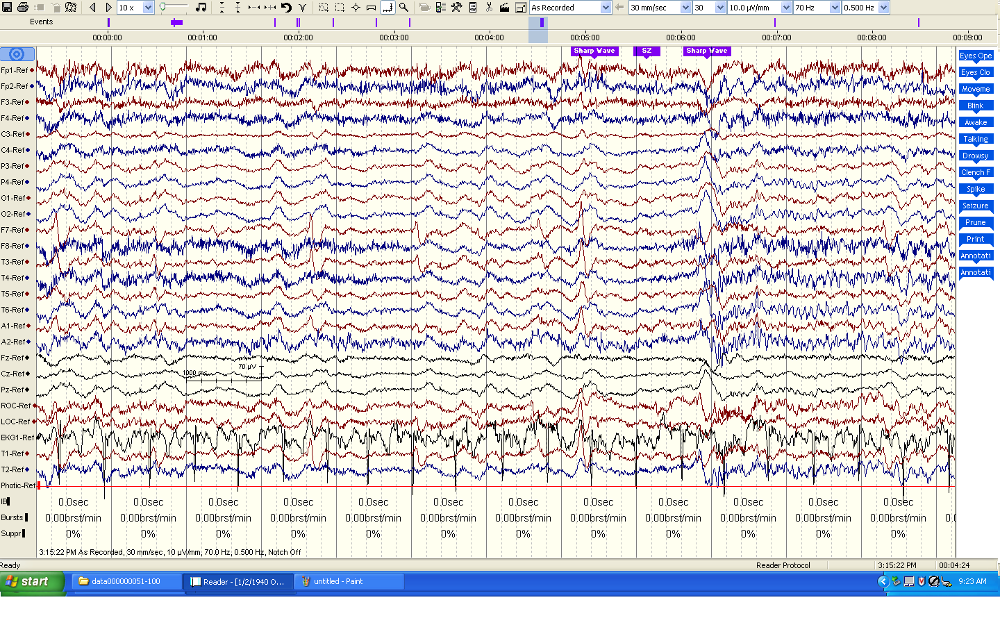 10 x As Recorded 30 mm/sec 30 10.0 µV/mm 70 Hz 0.500 Hz
Events
00:00:00 00:01:00 00:02:00 00:03:00 00:04:00 00:05:00 00:06:00 00:07:00 00:08:00 00:09:00
Sharp Wave SZ Sharp Wave
Eyes Ope
Fp1-Ref
Eyes Clo
Fp2-Ref
Moveme
F3-Ref
Blink
F4-Ref
Awake
C3-Ref
Talking
C4-Ref
Drowsy
P3-Ref
Clench F
P4-Ref
Spike
O1-Ref
Seizure
O2-Ref
Prune
F7-Ref
Print
F8-Ref
Annotati
T3-Ref
Annotati
T4-Ref
T5-Ref
T6-Ref
A1-Ref
A2-Ref
Fz-Ref
70 µV
Cz-Ref
1000 ms
Pz-Ref
ROC-Ref
LOC-Ref
EKG1-Ref
T1-Ref
T2-Ref
Photic-Ref
IBI 0.0sec 0.0sec 0.0sec 0.0sec 0.0sec 0.0sec 0.0sec 0.0sec 0.0sec 0.0sec 0.0sec 0.0sec
Bursts 0.00brst/min 0.00brst/min 0.00brst/min 0.00brst/min 0.00brst/min 0.00brst/min 0.00brst/min 0.00brst/min 0.00brst/min 0.00brst/min 0.00brst/min 0.00brst/min 0.0
Suppr 0% 0% 0% 0% 0% 0% 0% 0% 0% 0% 0% 0%
3:15:22 PM As Recorded, 30 mm/sec, 10 µV/mm, 70.0 Hz, 0.500 Hz, Notch Off
Ready Reader Protocol 3:15:22 PM 00:04:24
start data000000051-100 Reader - [1/2/1940 O... untitled - Paint 9:23 AM